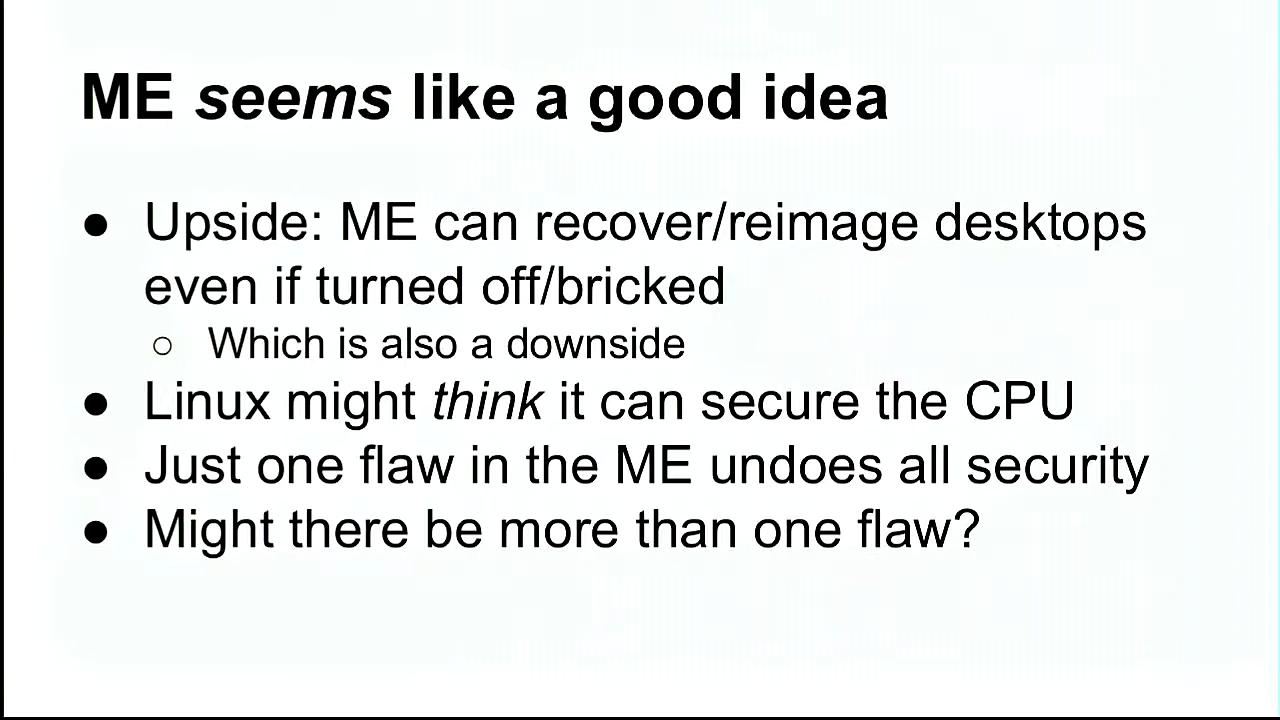 ME seems like a good idea
● Upside: ME can recover/reimage desktops
even if turned off/bricked
○ Which is also a downside
● Linux might think it can secure the CPU
● Just one flaw in the ME undoes all security
● Might there be more than one flaw?